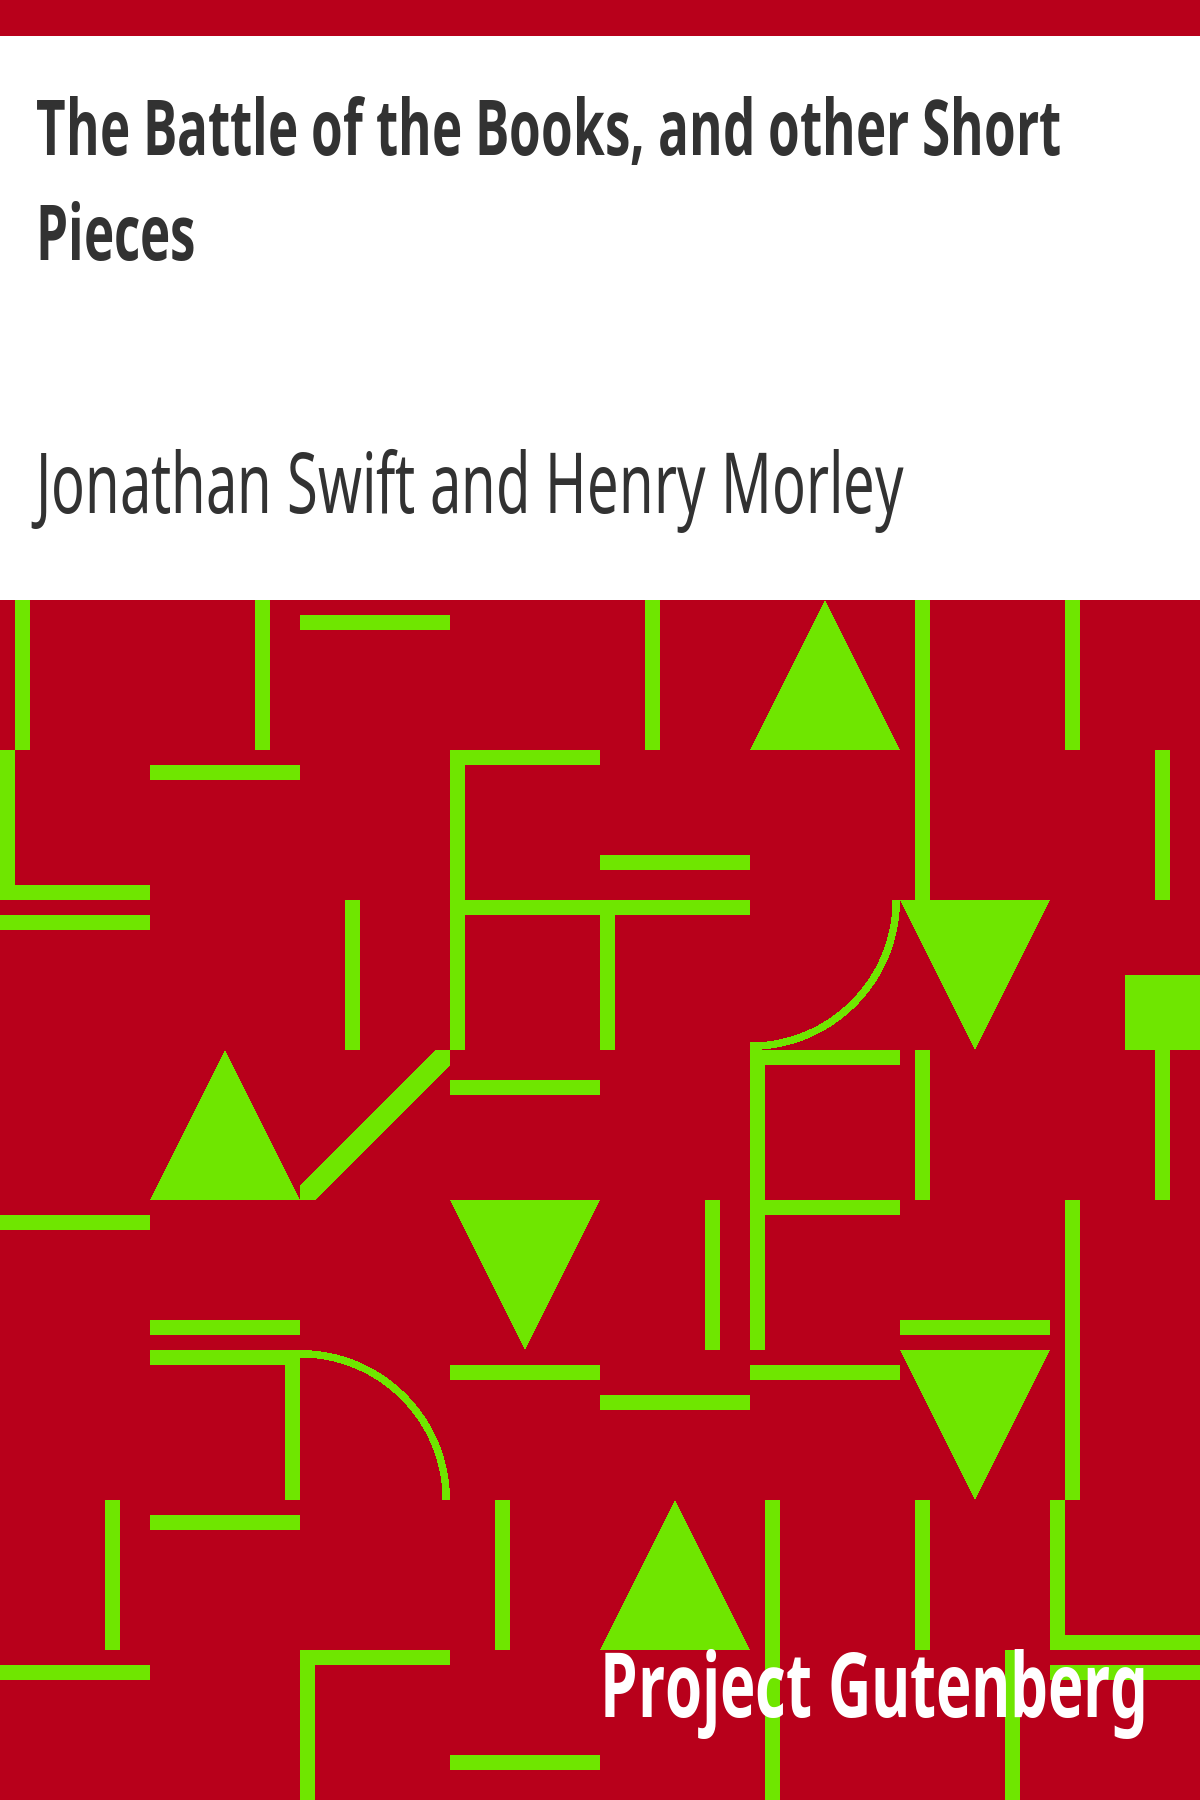 The Battle of the Books, and other Short
Pieces
Jonathan Swift and Henry Morley
Project Gutenberg